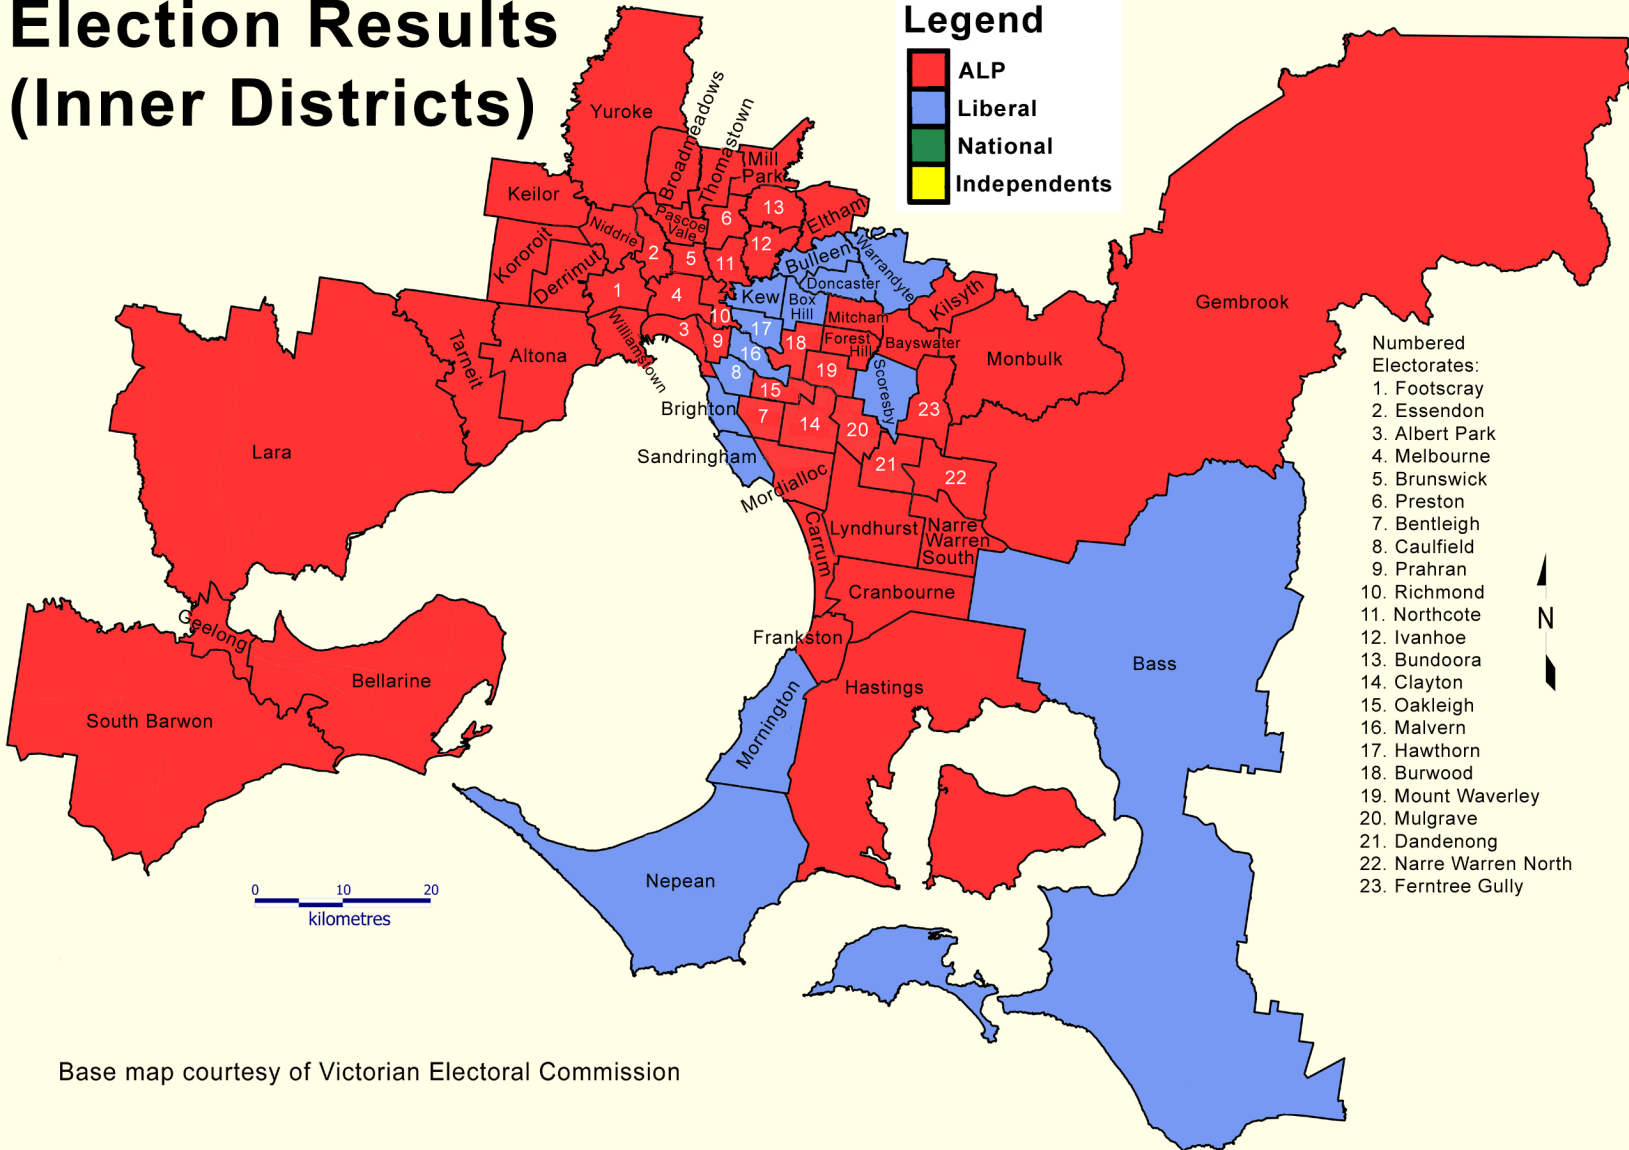 Election Results
(Inner Districts)
Legend
ALP
Liberal
National
Independents
Yuroke
Broadmeadows
Thomastown
Mill
Park
Keilor
Niddrie
Pascoe
Vale
6
13
Eltham
12
2
5
11
Kororoit
Derrimut
1
4
10
3
9
Bulleen
Warrandyte
Doncaster
Kew
Box
Hill
Kilsyth
Mitcham
17
18
Forest
Hill
Bayswater
16
8
19
Scoresby
15
Monbulk
Gembrook
Tarneit
Altona
Williamstown
Brighton
7
14
20
23
Lara
Sandringham
21
22
Mordialloc
Carrum
Lyndhurst
Narre
Warren
South
Cranbourne
Geelong
Frankston
Bass
Bellarine
Hastings
South Barwon
Mornington
Nepean
Numbered
Electorates:
1. Footscray
2. Essendon
3. Albert Park
4. Melbourne
5. Brunswick
6. Preston
7. Bentleigh
8. Caulfield
9. Prahran
10. Richmond
11. Northcote
12. Ivanhoe
13. Bundoora
14. Clayton
15. Oakleigh
16. Malvern
17. Hawthorn
18. Burwood
19. Mount Waverley
20. Mulgrave
21. Dandenong
22. Narre Warren North
23. Ferntree Gully
N
0 10 20
kilometres
Base map courtesy of Victorian Electoral Commission